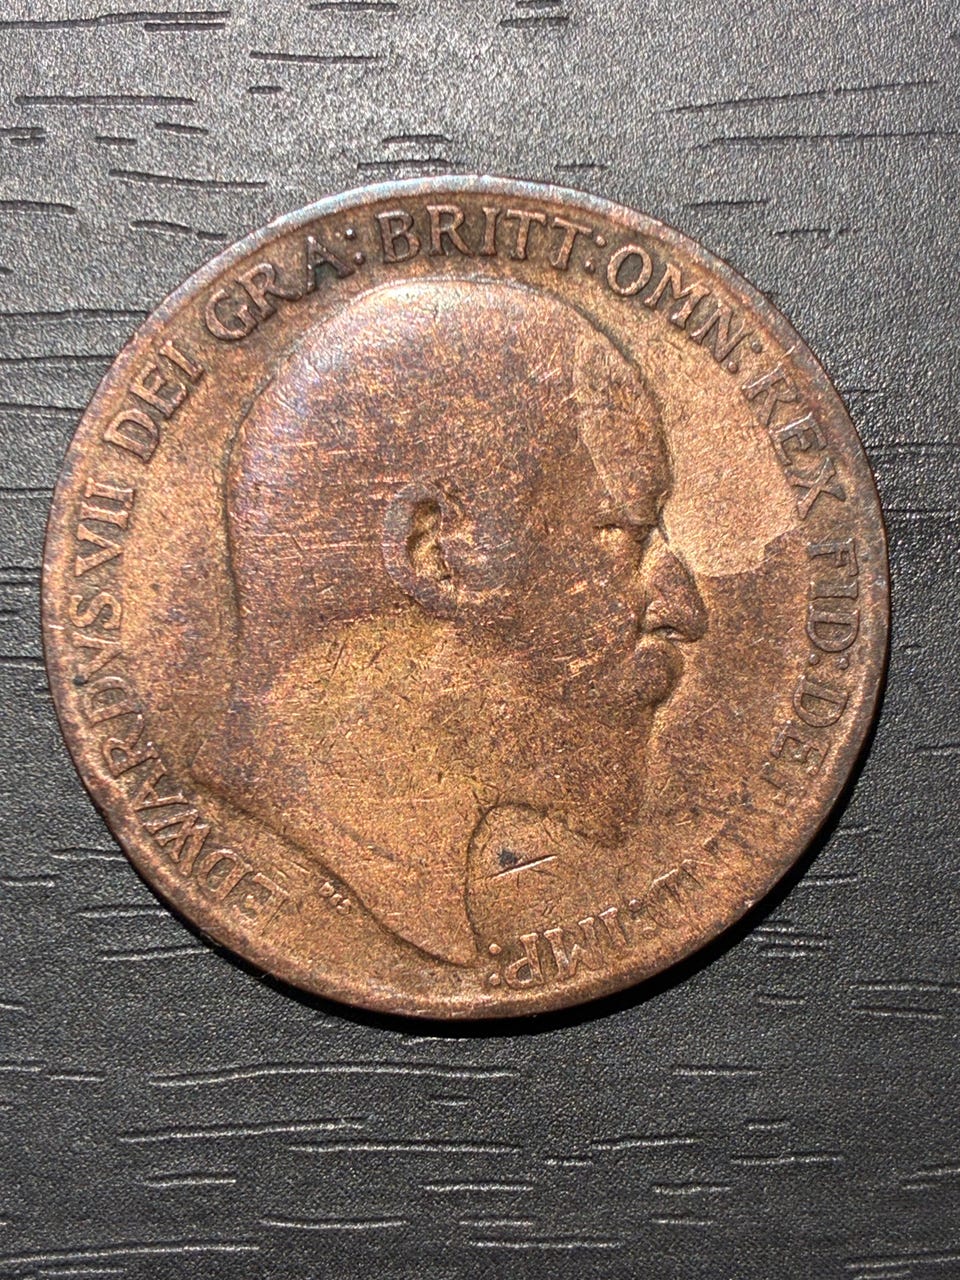 EDWARDVS VII DEI GRA: BRITT: OMN: REX FID: DEF: IND: IMP:
DES